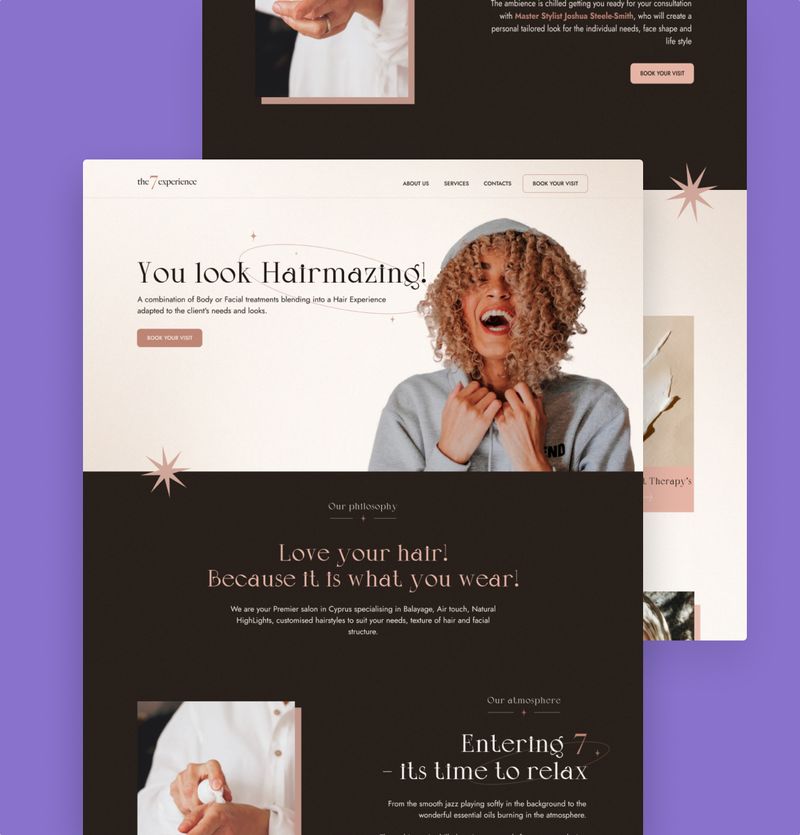 The ambience is chilled getting you ready for your consultation
with Master Stylist Joshua Steele-Smith, who will create a
personal tailored look for the individual needs, face shape and
life style
BOOK YOUR VISIT
the 7 experience
ABOUT US
SERVICES
CONTACTS
BOOK YOUR VISIT
You look Hairmazing!
A combination of Body or Facial treatments blending into a Hair Experience
adapted to the client's needs and looks.
BOOK YOUR VISIT
Therapy's
Our philosophy
Love your hair!
Because it is what you wear!
We are your Premier salon in Cyprus specialising in Balayage, Air touch, Natural
HighLights, customised hairstyles to suit your needs, texture of hair and facial
structure.
Our atmosphere
Entering 7
– its time to relax
From the smooth jazz playing softly in the background to the
wonderful essential oils burning in the atmosphere.